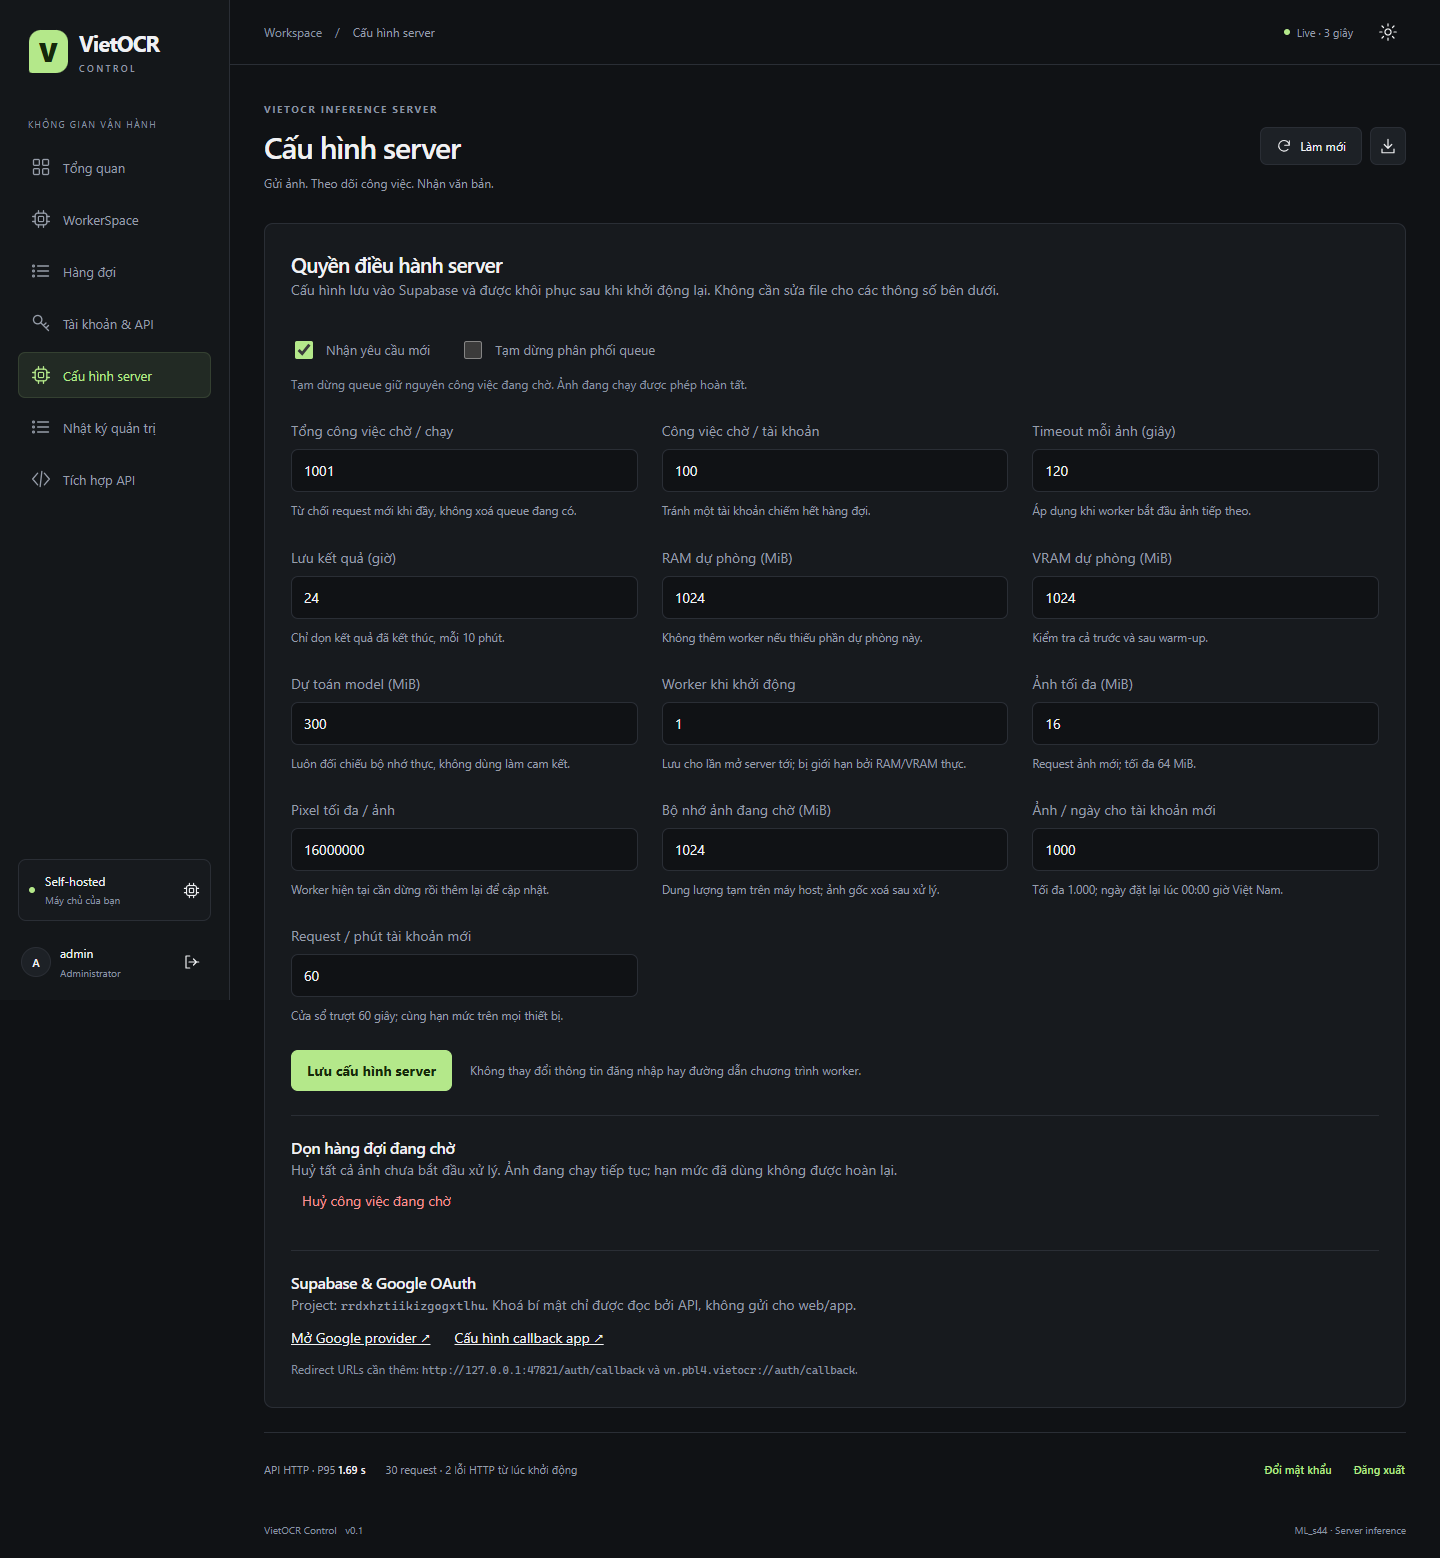 V
VietOCR
CONTROL
KHÔNG GIAN VẬN HÀNH
Tổng quan
WorkerSpace
Hàng đợi
Tài khoản & API
Cấu hình server
Nhật ký quản trị
Tích hợp API
Self-hosted
Máy chủ của bạn
A
admin
Administrator
Workspace / Cấu hình server
Live · 3 giây
VIETOCR INFERENCE SERVER
Cấu hình server
Gửi ảnh. Theo dõi công việc. Nhận văn bản.
Làm mới
Quyền điều hành server
Cấu hình lưu vào Supabase và được khôi phục sau khi khởi động lại. Không cần sửa file cho các thông số bên dưới.
Nhận yêu cầu mới
Tạm dừng phân phối queue
Tạm dừng queue giữ nguyên công việc đang chờ. Ảnh đang chạy được phép hoàn tất.
Tổng công việc chờ / chạy
1001
Từ chối request mới khi đầy, không xoá queue đang có.
Công việc chờ / tài khoản
100
Tránh một tài khoản chiếm hết hàng đợi.
Timeout mỗi ảnh (giây)
120
Áp dụng khi worker bắt đầu ảnh tiếp theo.
Lưu kết quả (giờ)
24
Chỉ dọn kết quả đã kết thúc, mỗi 10 phút.
RAM dự phòng (MiB)
1024
Không thêm worker nếu thiếu phần dự phòng này.
VRAM dự phòng (MiB)
1024
Kiểm tra cả trước và sau warm-up.
Dự toán model (MiB)
300
Luôn đối chiếu bộ nhớ thực, không dùng làm cam kết.
Worker khi khởi động
1
Lưu cho lần mở server tới; bị giới hạn bởi RAM/VRAM thực.
Ảnh tối đa (MiB)
16
Request ảnh mới; tối đa 64 MiB.
Pixel tối đa / ảnh
16000000
Worker hiện tại cần dừng rồi thêm lại để cập nhật.
Bộ nhớ ảnh đang chờ (MiB)
1024
Dung lượng tạm trên máy host; ảnh gốc xoá sau xử lý.
Ảnh / ngày cho tài khoản mới
1000
Tối đa 1.000; ngày đặt lại lúc 00:00 giờ Việt Nam.
Request / phút tài khoản mới
60
Cửa sổ trượt 60 giây; cùng hạn mức trên mọi thiết bị.
Lưu cấu hình server
Không thay đổi thông tin đăng nhập hay đường dẫn chương trình worker.
Dọn hàng đợi đang chờ
Huỷ tất cả ảnh chưa bắt đầu xử lý. Ảnh đang chạy tiếp tục; hạn mức đã dùng không được hoàn lại.
Huỷ công việc đang chờ
Supabase & Google OAuth
Project: rrdxhztiikizgogxtlhu. Khoá bí mật chỉ được đọc bởi API, không gửi cho web/app.
Mở Google provider ↗
Cấu hình callback app ↗
Redirect URLs cần thêm: http://127.0.0.1:47821/auth/callback và vn.pbl4.vietocr://auth/callback.
API HTTP · P95 1.69 s
30 request · 2 lỗi HTTP từ lúc khởi động
Đổi mật khẩu
Đăng xuất
VietOCR Control v0.1
ML_s44 · Server inference